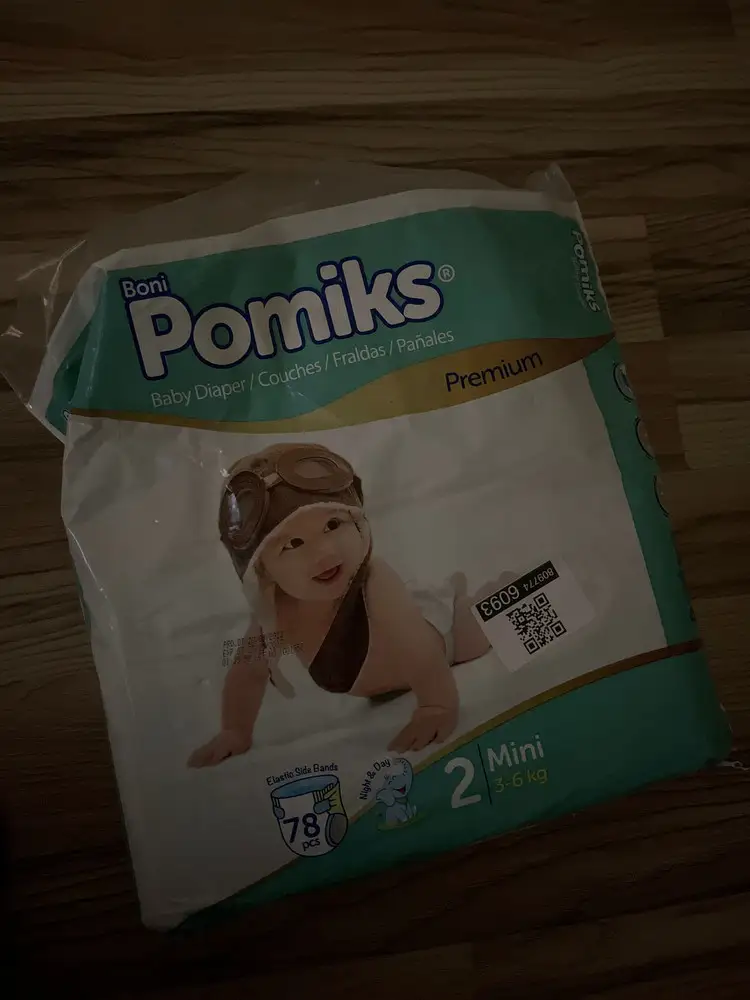 Boni
Pomiks®
Baby Diaper / Couches / Fraldas / Pañales
Premium
Pomiks
809774 6093
Elastic Side Bands
78
pcs
Night & Day
2 Mini
3-6 kg